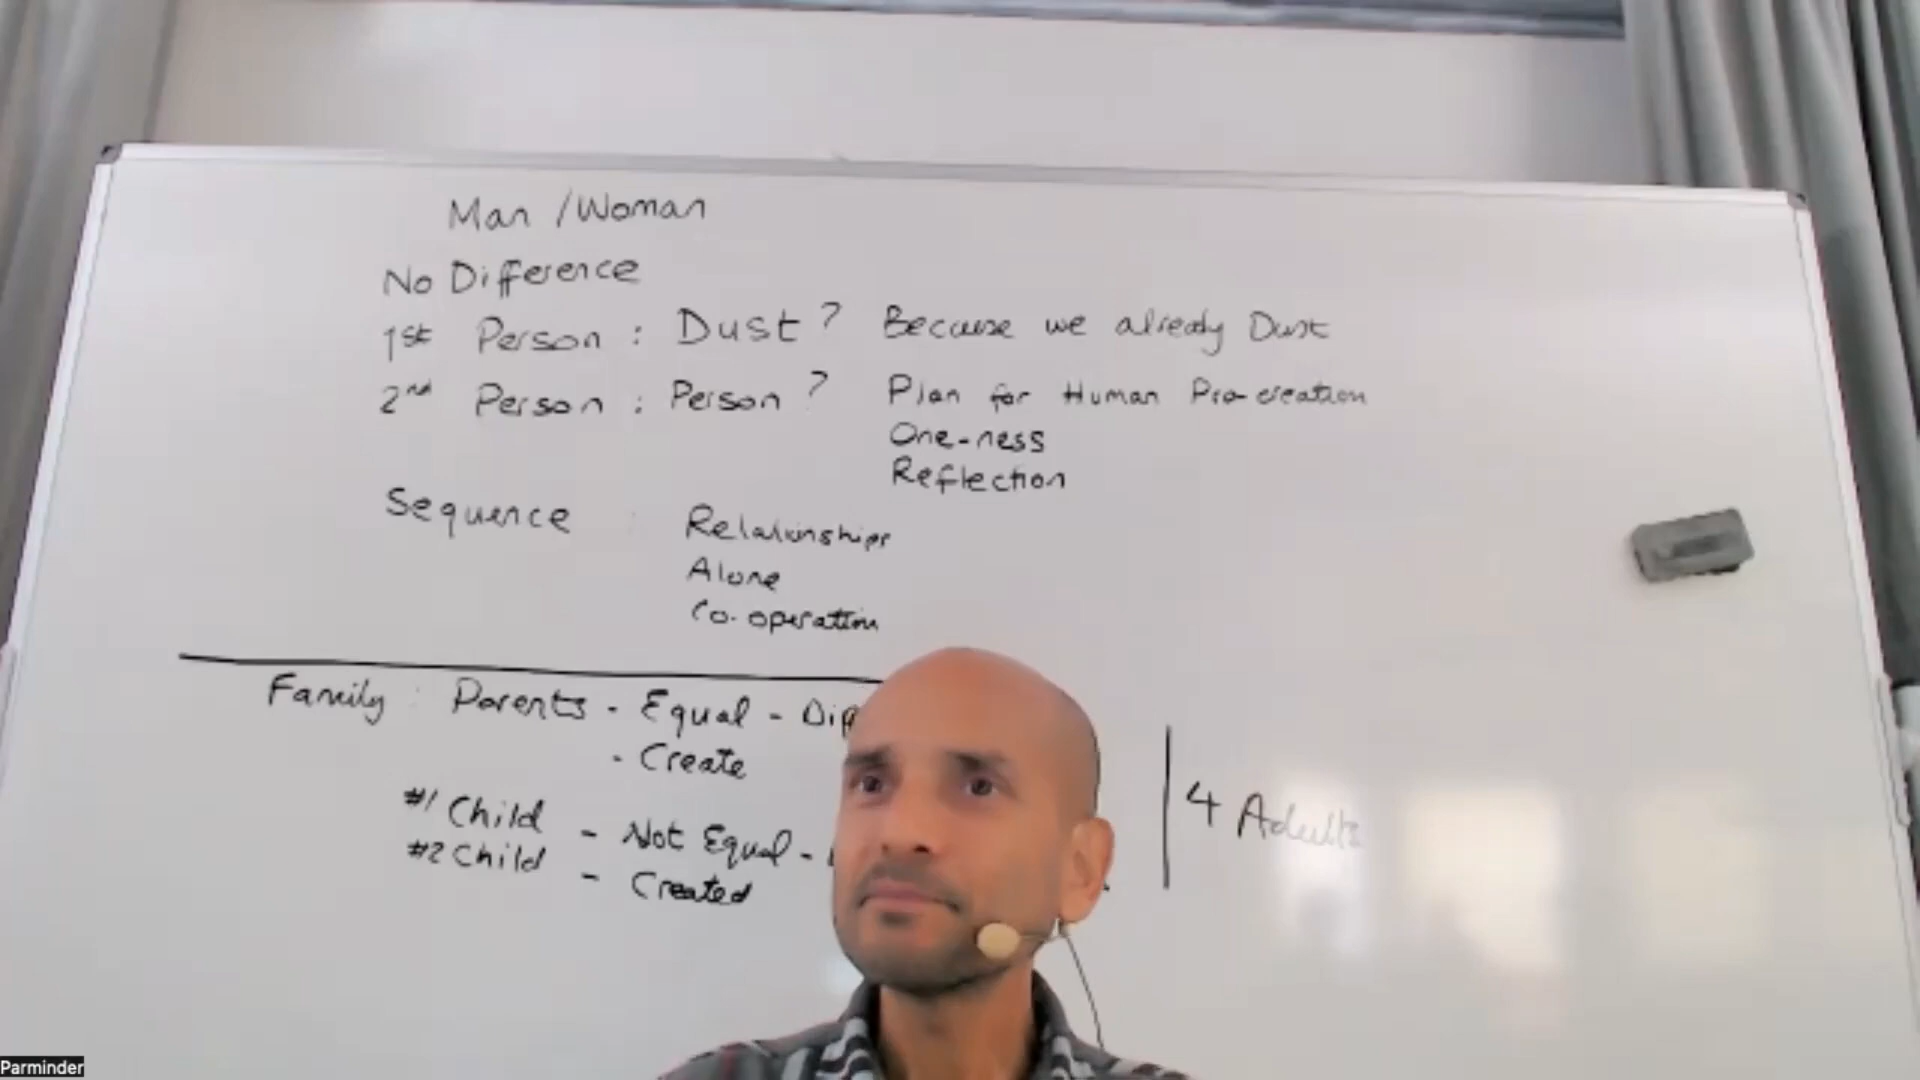 Man / Woman
No Difference
1st Person : Dust ? Because we already Dust
2nd Person : Person ? Plan for Human Pro-creation
One-ness
Reflection
Sequence : Relationships
Alone
Co-operation
Family : Parents - Equal -
- Create
#1 Child - Not Equal -
#2 Child - Created
4 Adults
Parminder